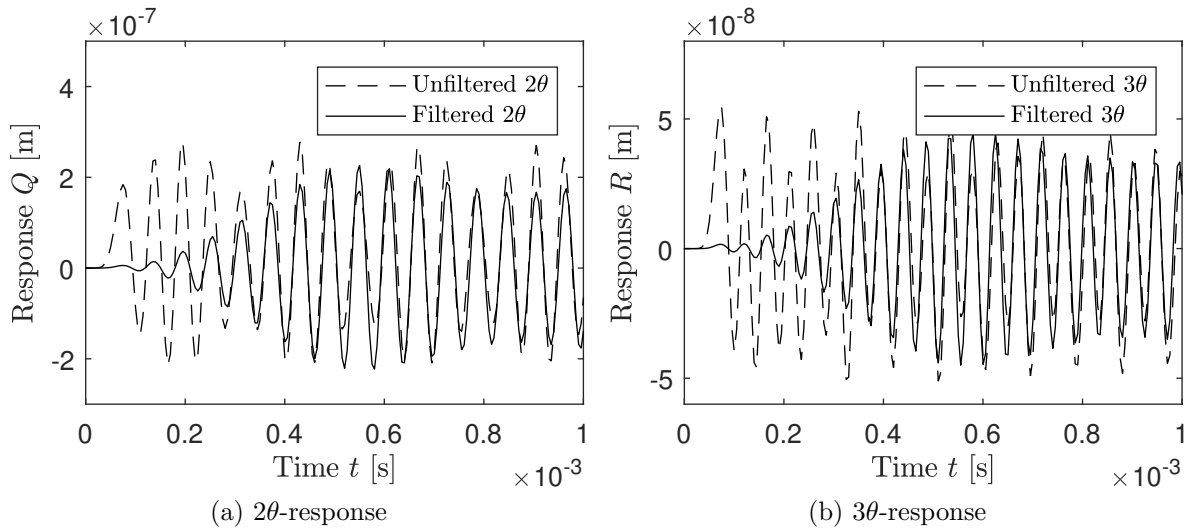 ×10⁻⁷
Response Q [m]
4
2
0
-2
Unfiltered 2θ
Filtered 2θ
0 0.2 0.4 0.6 0.8 1
Time t [s]
×10⁻³
(a) 2θ-response
×10⁻⁸
Response R [m]
5
0
-5
Unfiltered 3θ
Filtered 3θ
0 0.2 0.4 0.6 0.8 1
Time t [s]
×10⁻³
(b) 3θ-response